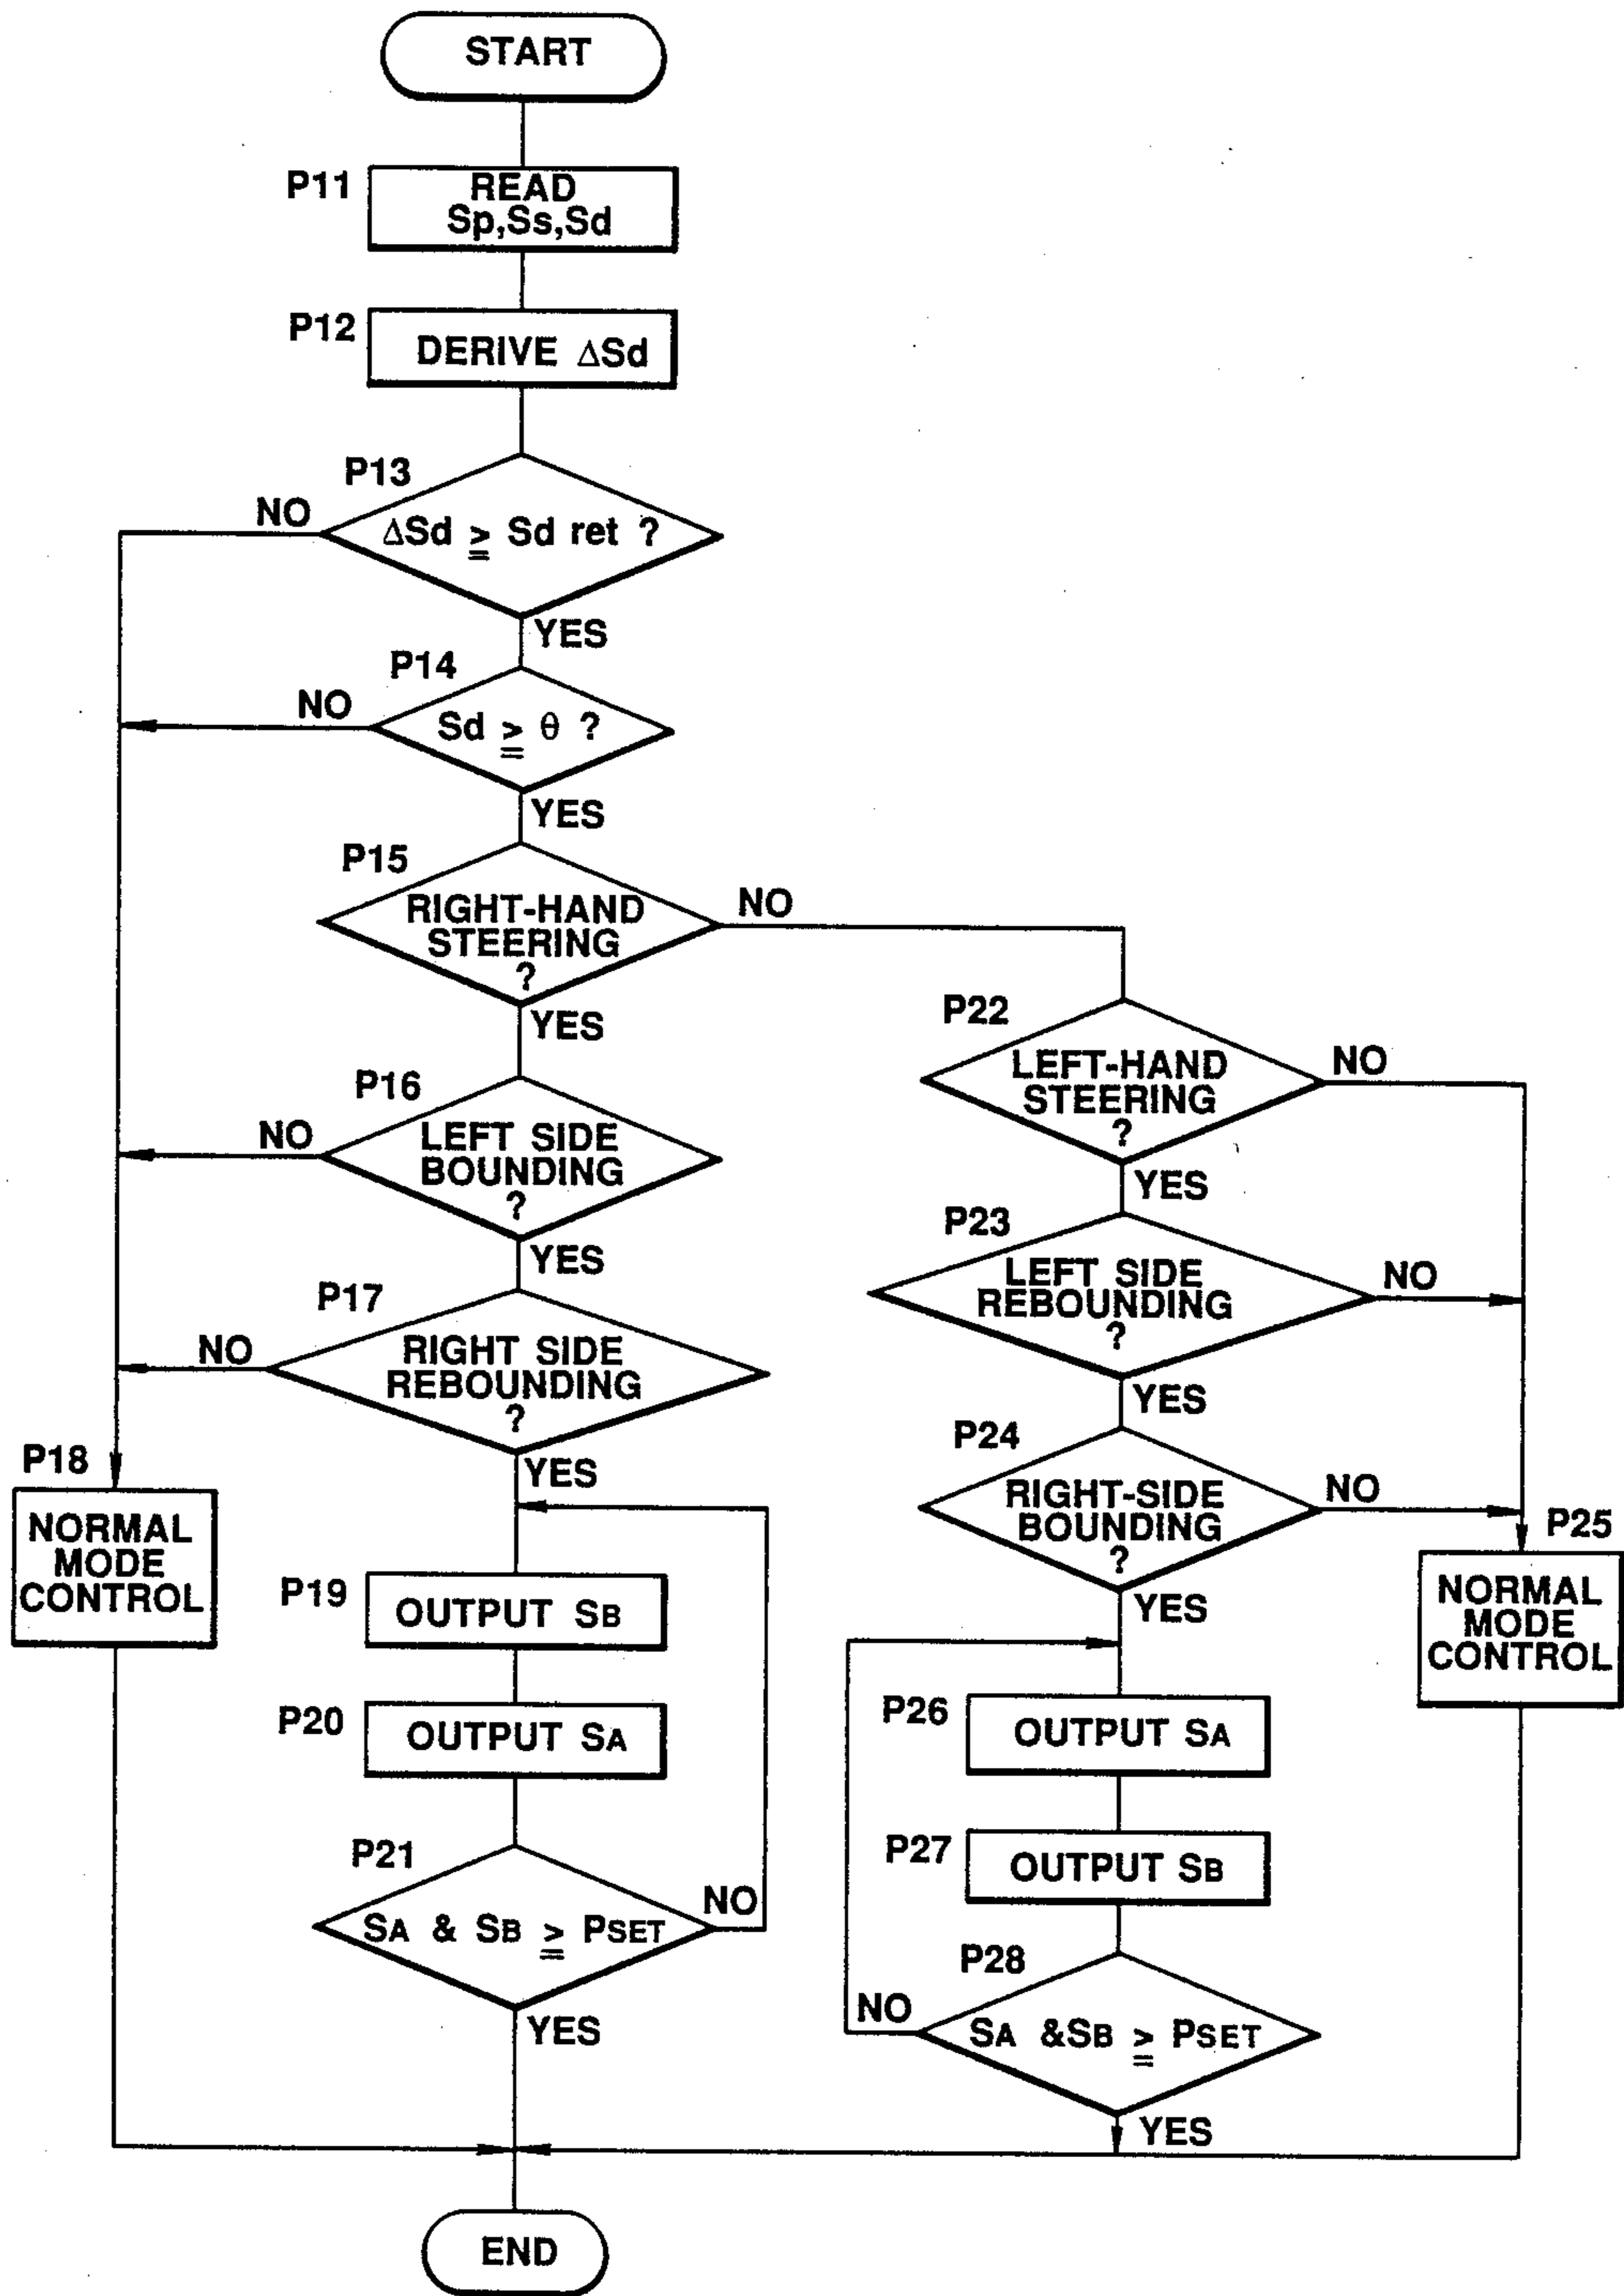 START
P11
READ
Sp,Ss,Sd
P12
DERIVE ΔSd
P13
NO
ΔSd ≧ Sd ret ?
YES
P14
NO
Sd ≧ θ ?
YES
P15
RIGHT-HAND
STEERING
?
NO
YES
P16
NO
LEFT SIDE
BOUNDING
?
YES
P17
NO
RIGHT SIDE
REBOUNDING
?
YES
P18
NORMAL
MODE
CONTROL
P19
OUTPUT SB
P20
OUTPUT SA
P21
SA & SB ≧ PSET
NO
YES
P22
LEFT-HAND
STEERING
?
NO
YES
P23
LEFT SIDE
REBOUNDING
?
NO
YES
P24
RIGHT-SIDE
BOUNDING
?
NO
YES
P25
NORMAL
MODE
CONTROL
P26
OUTPUT SA
P27
OUTPUT SB
P28
NO
SA &SB ≧ PSET
YES
END